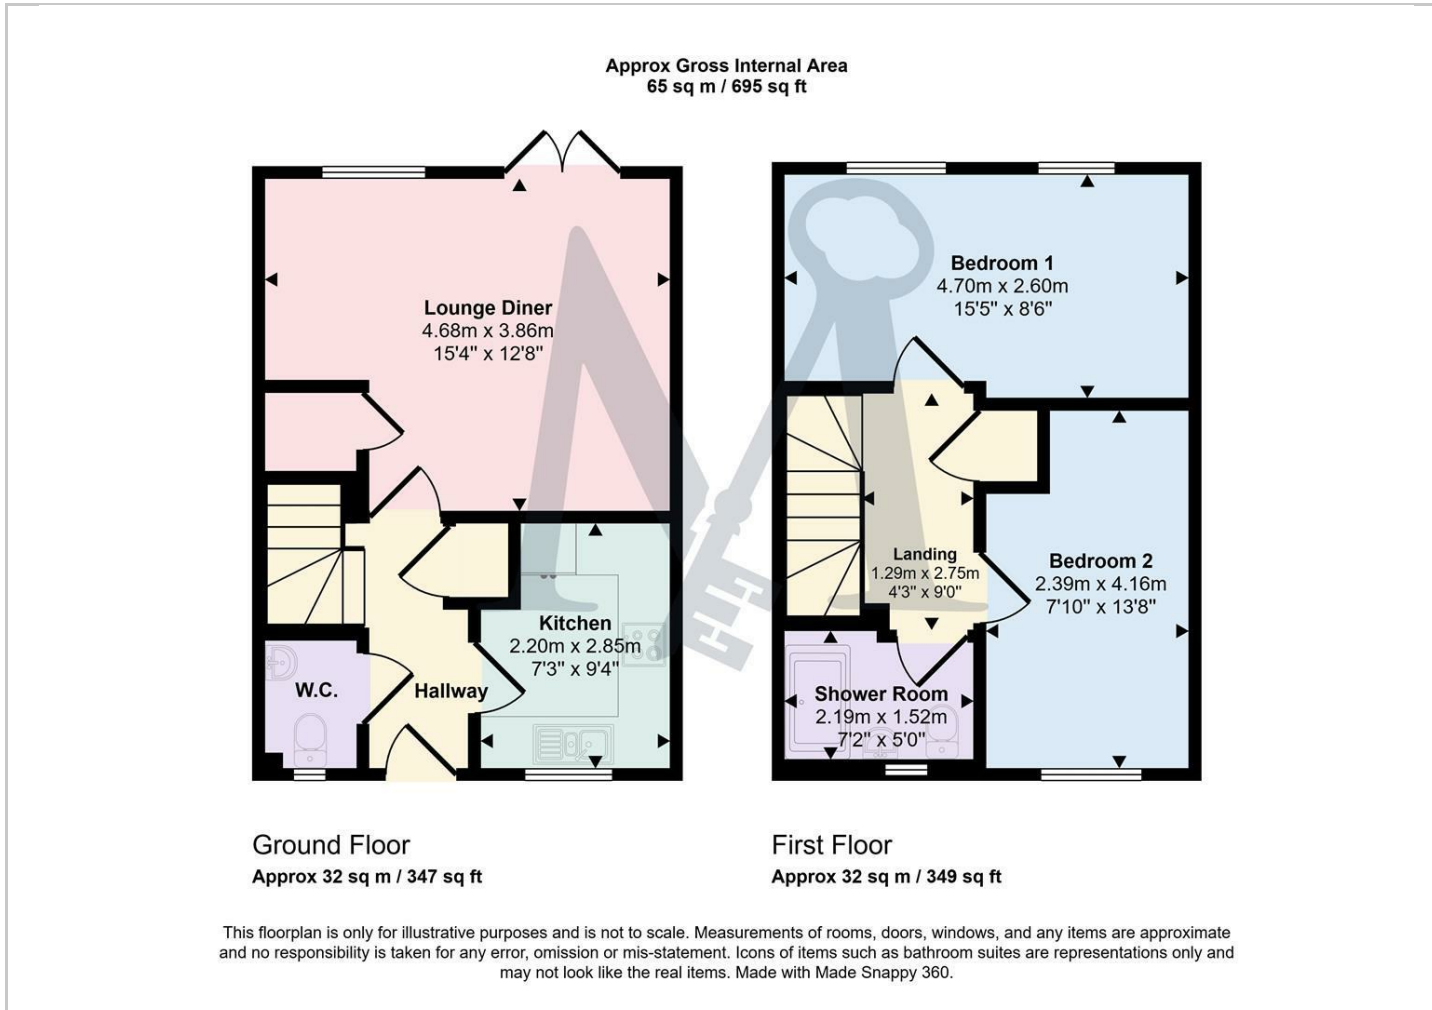 Approx Gross Internal Area
65 sq m / 695 sq ft
Lounge Diner
4.68m x 3.86m
15'4" x 12'8"
Kitchen
2.20m x 2.85m
7'3" x 9'4"
W.C.
Hallway
Bedroom 1
4.70m x 2.60m
15'5" x 8'6"
Landing
1.29m x 2.75m
4'3" x 9'0"
Bedroom 2
2.39m x 4.16m
7'10" x 13'8"
Shower Room
2.19m x 1.52m
7'2" x 5'0"
Ground Floor
Approx 32 sq m / 347 sq ft
First Floor
Approx 32 sq m / 349 sq ft
This floorplan is only for illustrative purposes and is not to scale. Measurements of rooms, doors, windows, and any items are approximate
and no responsibility is taken for any error, omission or mis-statement. Icons of items such as bathroom suites are representations only and
may not look like the real items. Made with Made Snappy 360.